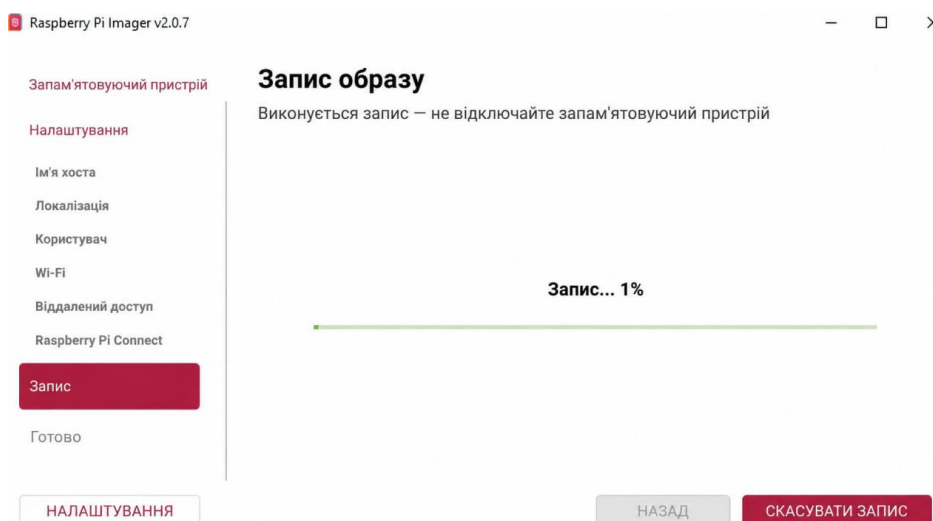 Raspberry Pi Imager v2.0.7
Запам'ятовуючий пристрій
Налаштування
Ім'я хоста
Локалізація
Користувач
Wi-Fi
Віддалений доступ
Raspberry Pi Connect
Запис
Готово
НАЛАШТУВАННЯ
Запис образу
Виконується запис — не відключайте запам'ятовуючий пристрій
Запис... 1%
НАЗАД
СКАСУВАТИ ЗАПИС